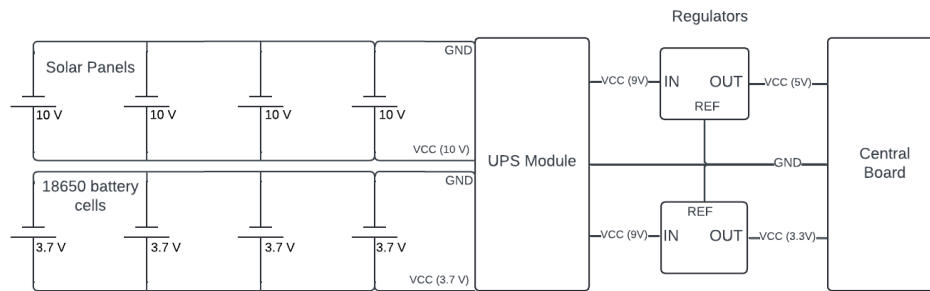 Regulators
Solar Panels
GND
10 V
10 V
10 V
10 V
VCC (10 V)
18650 battery
cells
GND
3.7 V
3.7 V
3.7 V
3.7 V
VCC (3.7 V)
UPS Module
VCC (9V)
IN
OUT
REF
VCC (5V)
GND
REF
VCC (9V)
IN
OUT
VCC (3.3V)
Central
Board